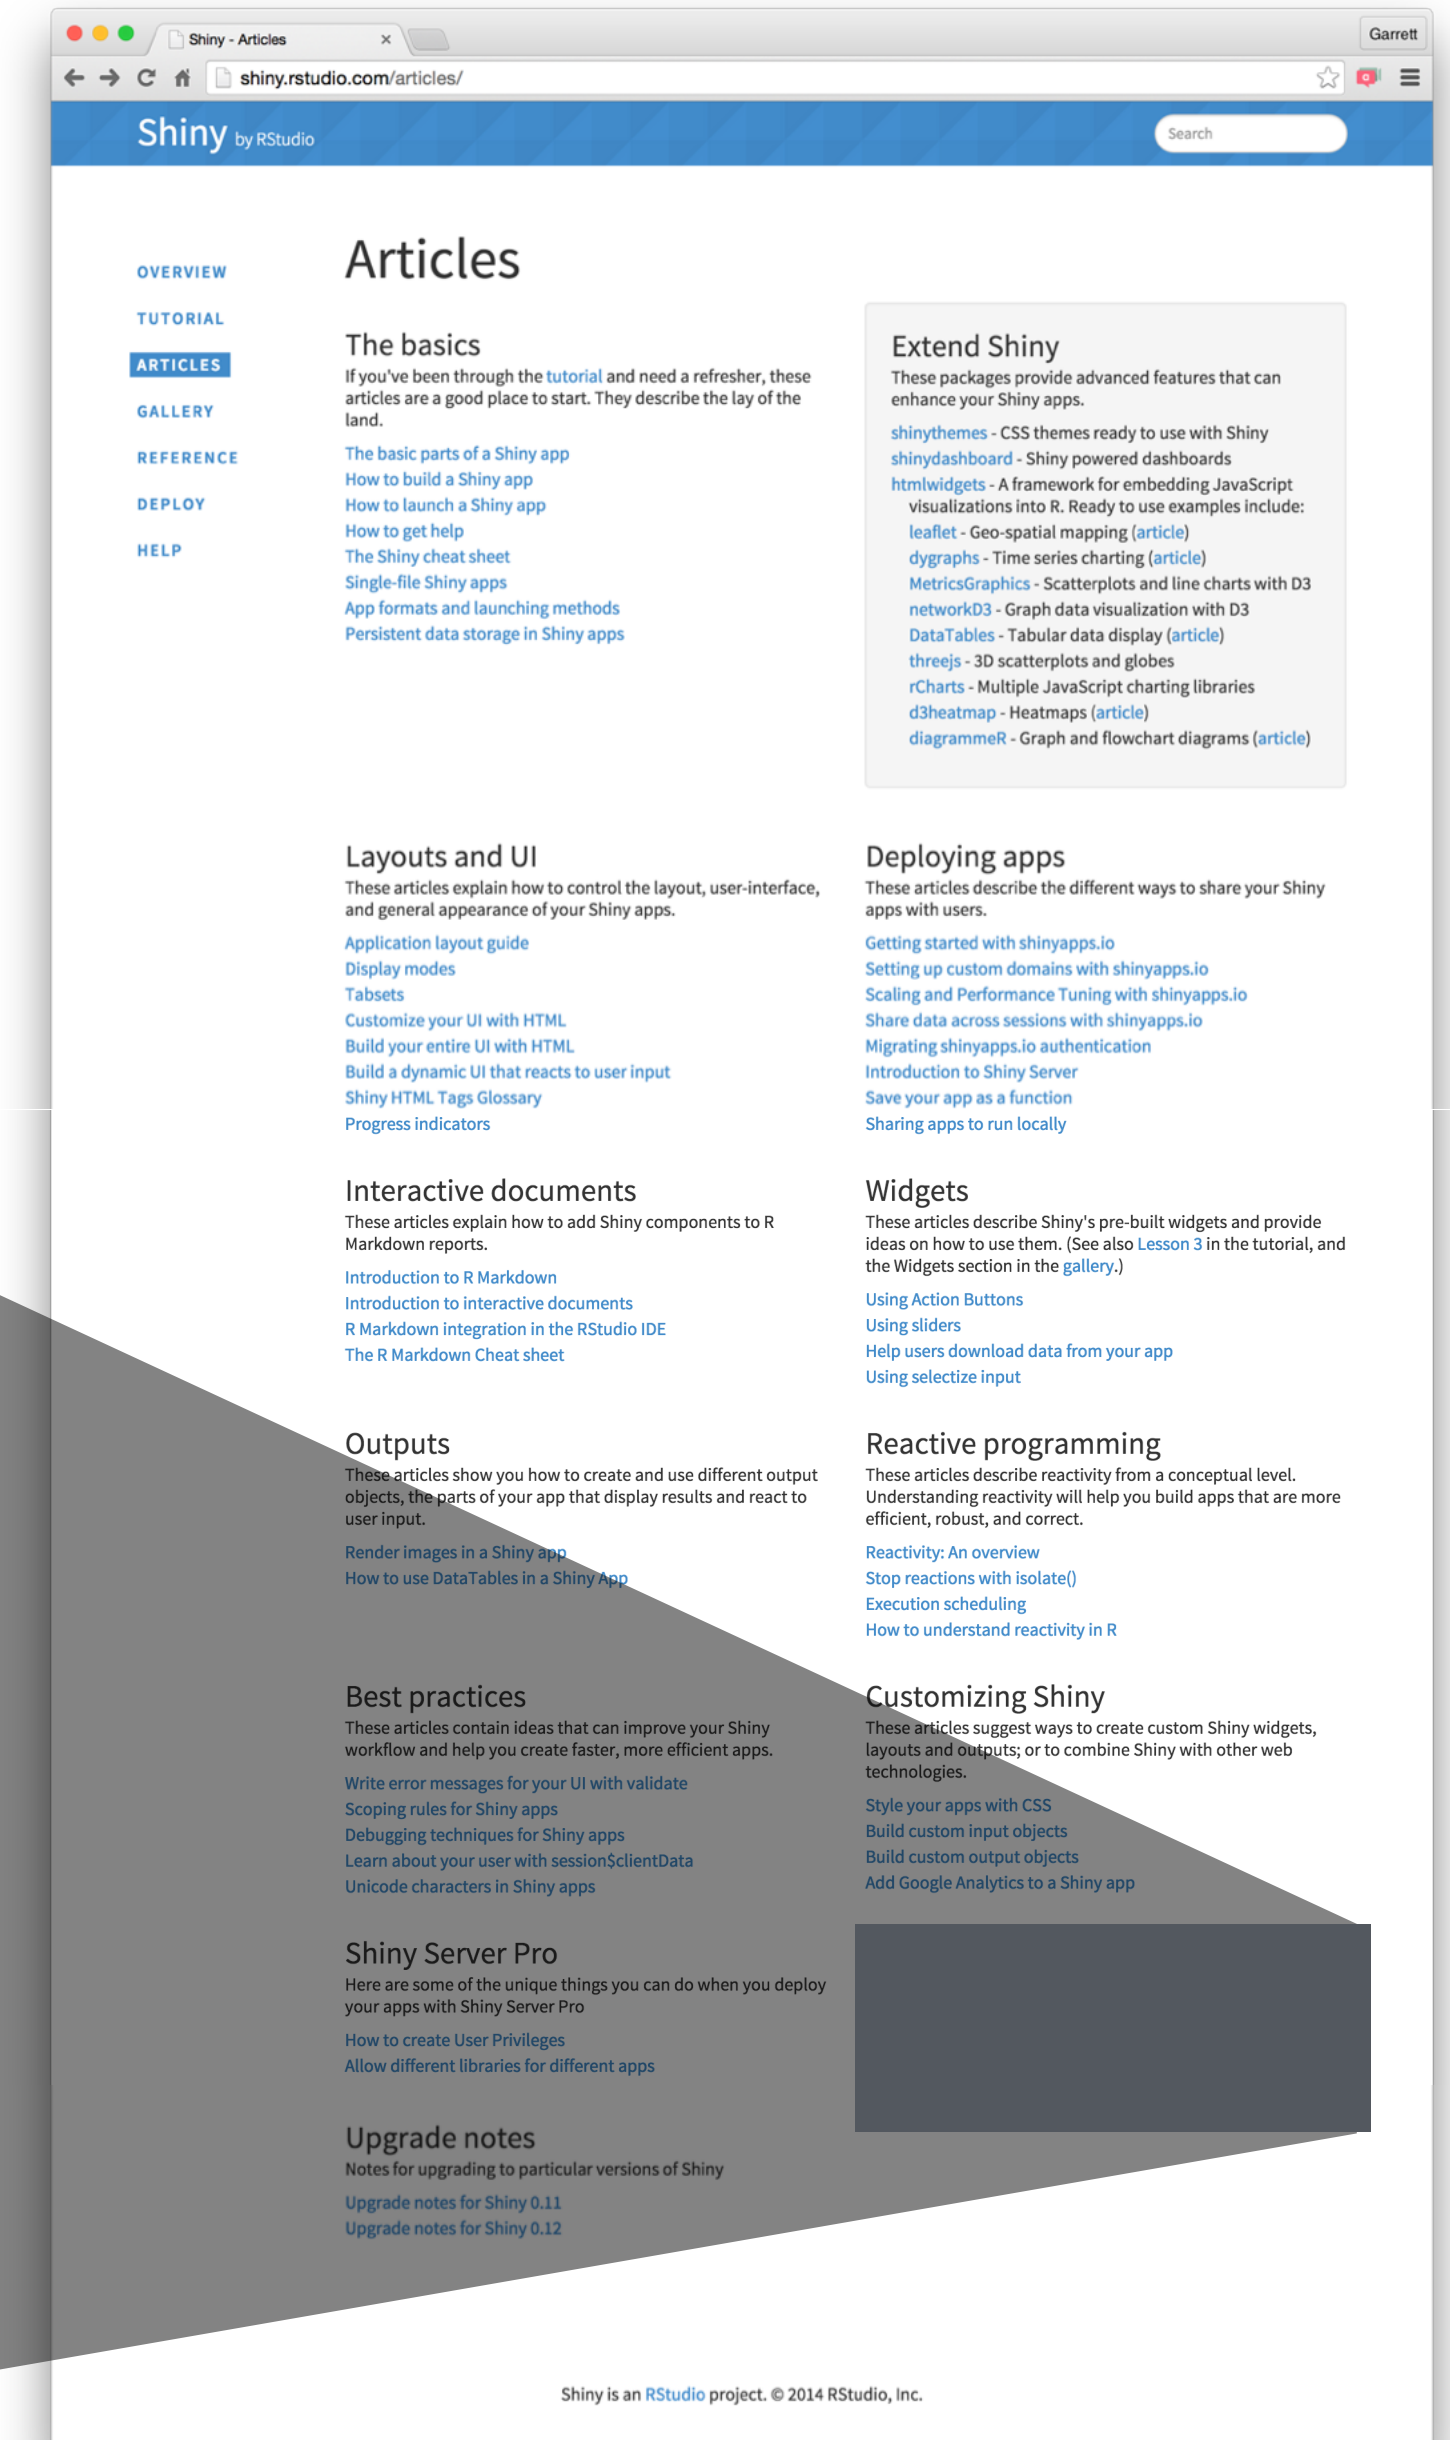 Shiny - Articles
Garrett
shiny.rstudio.com/articles/
Shiny by RStudio
Search
OVERVIEW
TUTORIAL
ARTICLES
GALLERY
REFERENCE
DEPLOY
HELP
Articles
The basics
If you've been through the tutorial and need a refresher, these
articles are a good place to start. They describe the lay of the
land.
The basic parts of a Shiny app
How to build a Shiny app
How to launch a Shiny app
How to get help
The Shiny cheat sheet
Single-file Shiny apps
App formats and launching methods
Persistent data storage in Shiny apps
Extend Shiny
These packages provide advanced features that can
enhance your Shiny apps.
shinythemes - CSS themes ready to use with Shiny
shinydashboard - Shiny powered dashboards
htmlwidgets - A framework for embedding JavaScript
visualizations into R. Ready to use examples include:
leaflet - Geo-spatial mapping (article)
dygraphs - Time series charting (article)
MetricsGraphics - Scatterplots and line charts with D3
networkD3 - Graph data visualization with D3
DataTables - Tabular data display (article)
threejs - 3D scatterplots and globes
rCharts - Multiple JavaScript charting libraries
d3heatmap - Heatmaps (article)
diagrammeR - Graph and flowchart diagrams (article)
Layouts and UI
These articles explain how to control the layout, user-interface,
and general appearance of your Shiny apps.
Application layout guide
Display modes
Tabsets
Customize your UI with HTML
Build your entire UI with HTML
Build a dynamic UI that reacts to user input
Shiny HTML Tags Glossary
Progress indicators
Deploying apps
These articles describe the different ways to share your Shiny
apps with users.
Getting started with shinyapps.io
Setting up custom domains with shinyapps.io
Scaling and Performance Tuning with shinyapps.io
Share data across sessions with shinyapps.io
Migrating shinyapps.io authentication
Introduction to Shiny Server
Save your app as a function
Sharing apps to run locally
Interactive documents
These articles explain how to add Shiny components to R
Markdown reports.
Introduction to R Markdown
Introduction to interactive documents
R Markdown integration in the RStudio IDE
The R Markdown Cheat sheet
Widgets
These articles describe Shiny's pre-built widgets and provide
ideas on how to use them. (See also Lesson 3 in the tutorial, and
the Widgets section in the gallery.)
Using Action Buttons
Using sliders
Help users download data from your app
Using selectize input
Outputs
These articles show you how to create and use different output
objects, the parts of your app that display results and react to
user input.
Render images in a Shiny app
How to use DataTables in a Shiny App
Reactive programming
These articles describe reactivity from a conceptual level.
Understanding reactivity will help you build apps that are more
efficient, robust, and correct.
Reactivity: An overview
Stop reactions with isolate()
Execution scheduling
How to understand reactivity in R
Best practices
These articles contain ideas that can improve your Shiny
workflow and help you create faster, more efficient apps.
Write error messages for your UI with validate
Scoping rules for Shiny apps
Debugging techniques for Shiny apps
Learn about your user with session$clientData
Unicode characters in Shiny apps
Customizing Shiny
These articles suggest ways to create custom Shiny widgets,
layouts and outputs; or to combine Shiny with other web
technologies.
Style your apps with CSS
Build custom input objects
Build custom output objects
Add Google Analytics to a Shiny app
Shiny Server Pro
Here are some of the unique things you can do when you deploy
your apps with Shiny Server Pro
How to create User Privileges
Allow different libraries for different apps
Upgrade notes
Notes for upgrading to particular versions of Shiny
Upgrade notes for Shiny 0.11
Upgrade notes for Shiny 0.12
Shiny is an RStudio project. © 2014 RStudio, Inc.